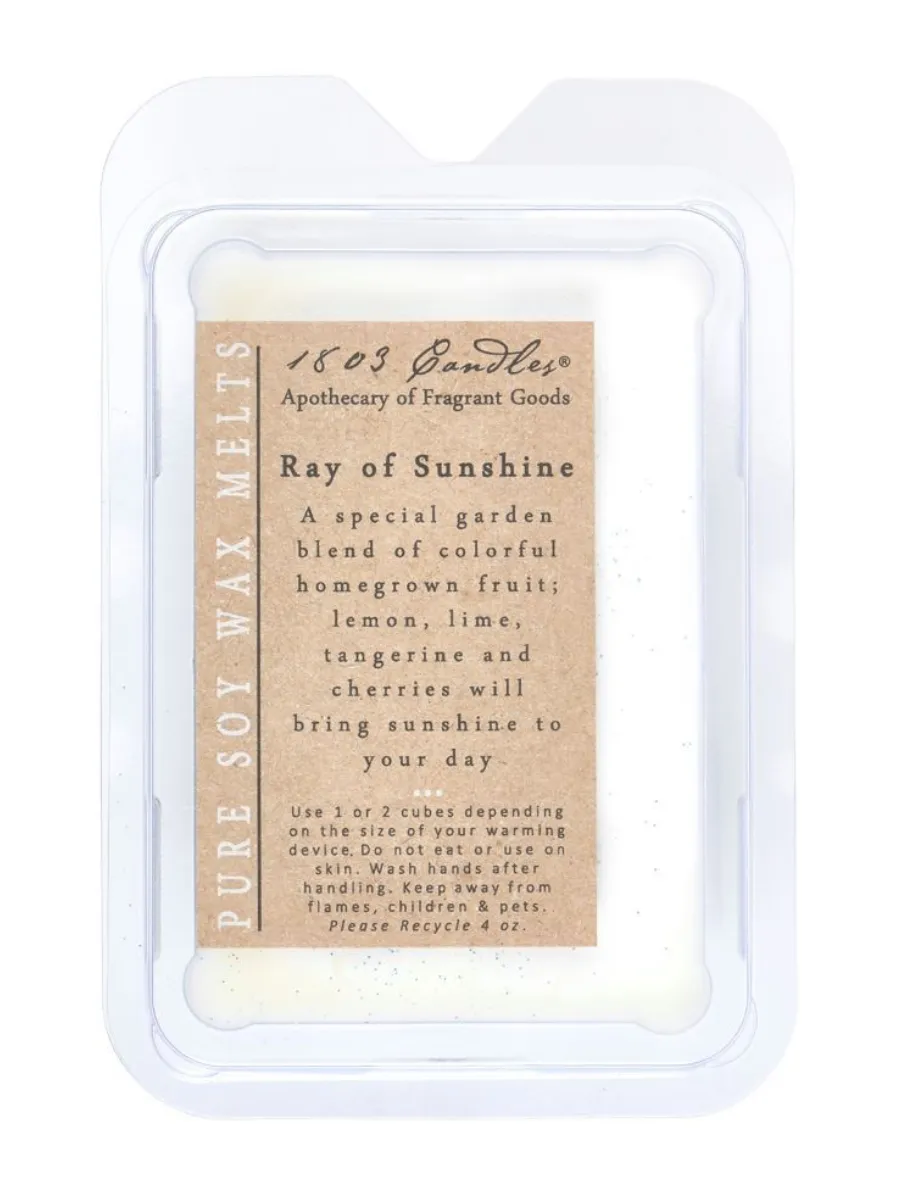 PURE SOY WAX MELTS
1803 Candles®
Apothecary of Fragrant Goods
Ray of Sunshine
A special garden
blend of colorful
homegrown fruit;
lemon, lime,
tangerine and
cherries will
bring sunshine to
your day
Use 1 or 2 cubes depending
on the size of your warming
device. Do not eat or use on
skin. Wash hands after
handling. Keep away from
flames, children & pets.
Please Recycle 4 oz.